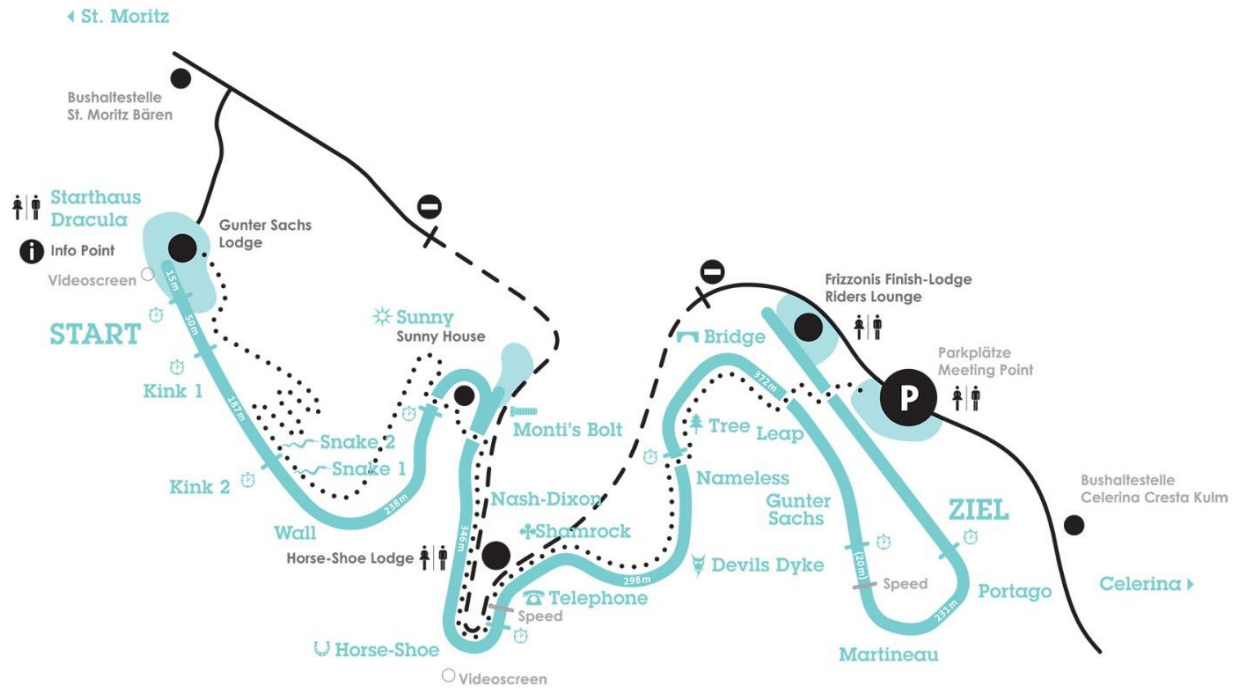 St. Moritz
Bushaltestelle
St. Moritz Bären
Starthaus
Dracula
i Info Point
Gunter Sachs
Lodge
Videoscreen
15m
START
50m
Kink 1
187m
Sunny
Sunny House
Snake 2
Snake 1
Kink 2
Wall
238m
Monti's Bolt
Nash-Dixon
346m
Shamrock
Horse-Shoe Lodge
Telephone
Speed
Horse-Shoe
Videoscreen
298m
Bridge
372m
Tree
Leap
Nameless
Gunter
Sachs
Devils Dyke
Frizzonis Finish-Lodge
Riders Lounge
Parkplätze
Meeting Point
P
ZIEL
(20m)
Speed
231m
Portago
Martineau
Bushaltestelle
Celerina Cresta Kulm
Celerina